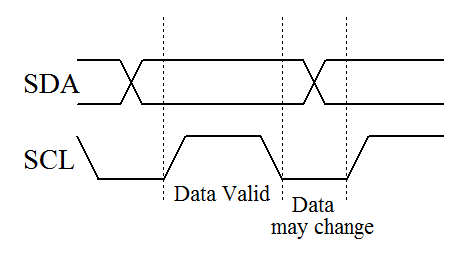 SDA
SCL
Data Valid
Data
may change